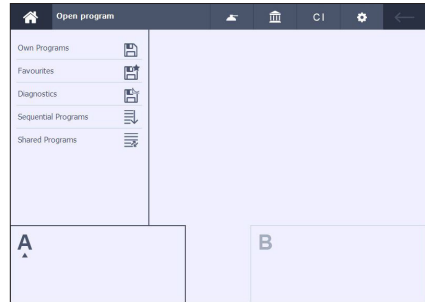 Open program
CI
Own Programs
Favourites
Diagnostics
Sequential Programs
Shared Programs
A
B